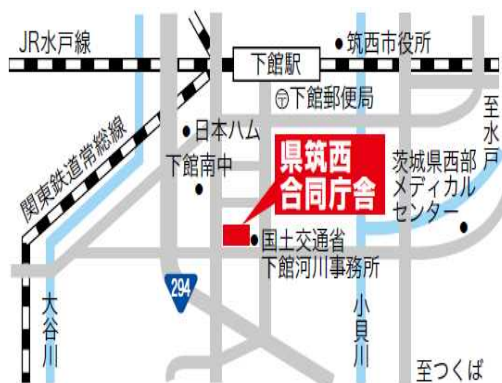 JR水戸線
筑西市役所
下館駅
〒下館郵便局
至水戸
関東鉄道常総線
日本ハム
下館南中
県筑西
合同庁舎
茨城県西部
メディカル
センター
国土交通省
下館河川事務所
294
大谷川
小貝川
至つくば